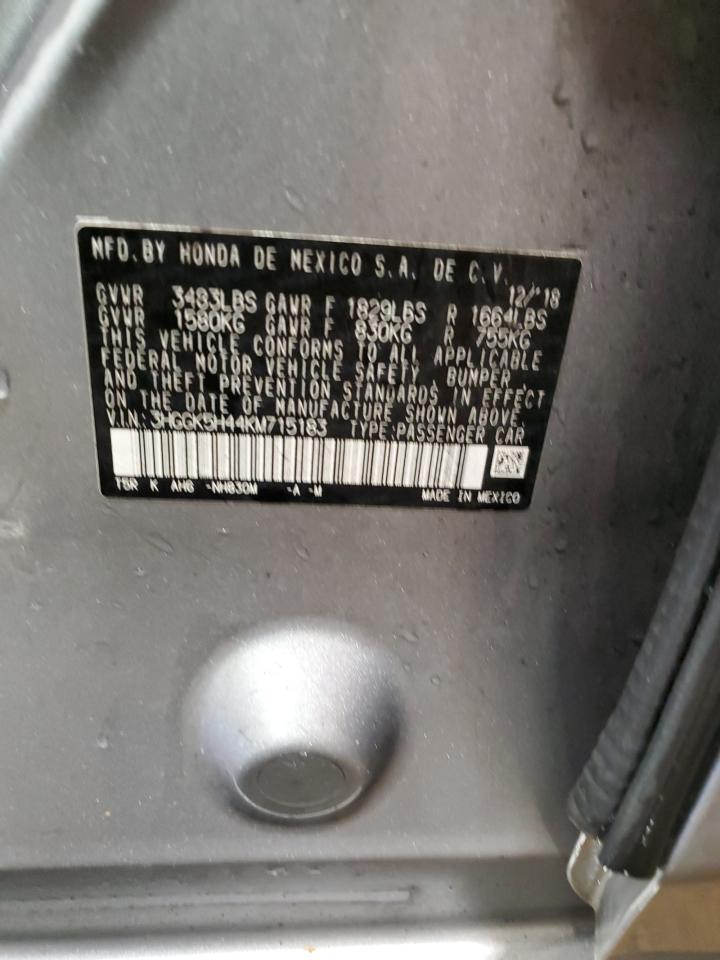 MFD. BY HONDA DE MEXICO S.A. DE C.V.
12/'18
GVWR 3483LBS GAWR F 1829LBS R 1664LBS
GVWR 1580KG GAWR F 830KG R 755KG
THIS VEHICLE CONFORMS TO ALL APPLICABLE
FEDERAL MOTOR VEHICLE SAFETY, BUMPER,
AND THEFT PREVENTION STANDARDS IN EFFECT
ON THE DATE OF MANUFACTURE SHOWN ABOVE.
VIN: 3HGGK5H44KM715183 TYPE:PASSENGER CAR
T5R K AHG -NH830M -A -M MADE IN MEXICO